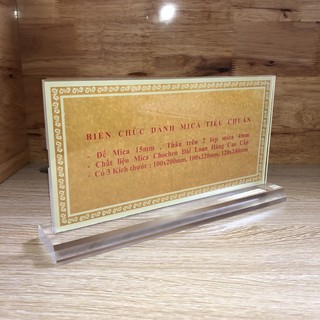 BIỂN CHỨC DANH MICA TIÊU CHUẨN
- Đế Mica 15mm , Thân trên 2 lớp mica 4mm
- Chất liệu Mica Chochen Đài Loan Hàng Cao Cấp
- Có 3 Kích thước : 100x200mm, 100x220mm, 120x240mm